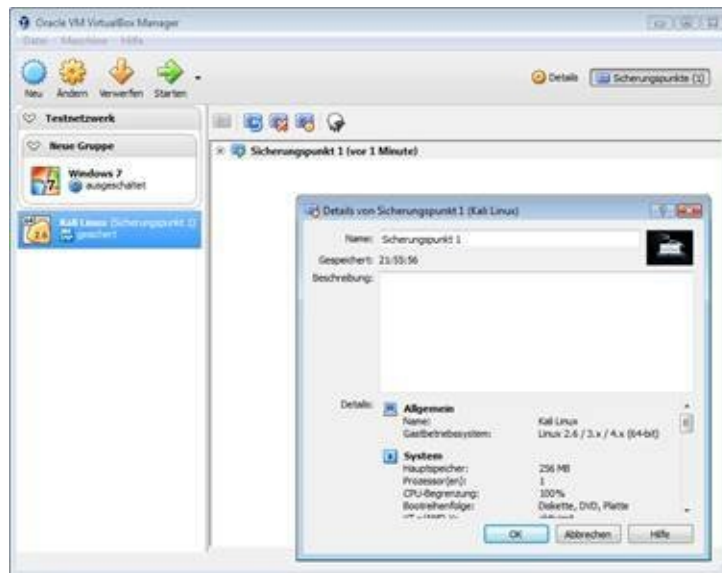 Oracle VM VirtualBox Manager
Datei Maschine Hilfe
Neu Ändern Verwerfen Starten
Details Sicherungspunkte (1)
Testnetzwerk
Neue Gruppe
Windows 7
ausgeschaltet
Kali Linux (Sicherungspunkt 1)
gesichert
Sicherungspunkt 1 (vor 1 Minute)
Details von Sicherungspunkt 1 (Kali Linux)
Name: Sicherungspunkt 1
Gespeichert: 21:55:56
Beschreibung:
Details: Allgemein
Name: Kali Linux
Gastbetriebssystem: Linux 2.6 / 3.x / 4.x (64-bit)
System
Hauptspeicher: 256 MB
Prozessor(en): 1
CPU-Begrenzung: 100%
Bootreihenfolge: Diskette, DVD, Platte
OK Abbrechen Hilfe